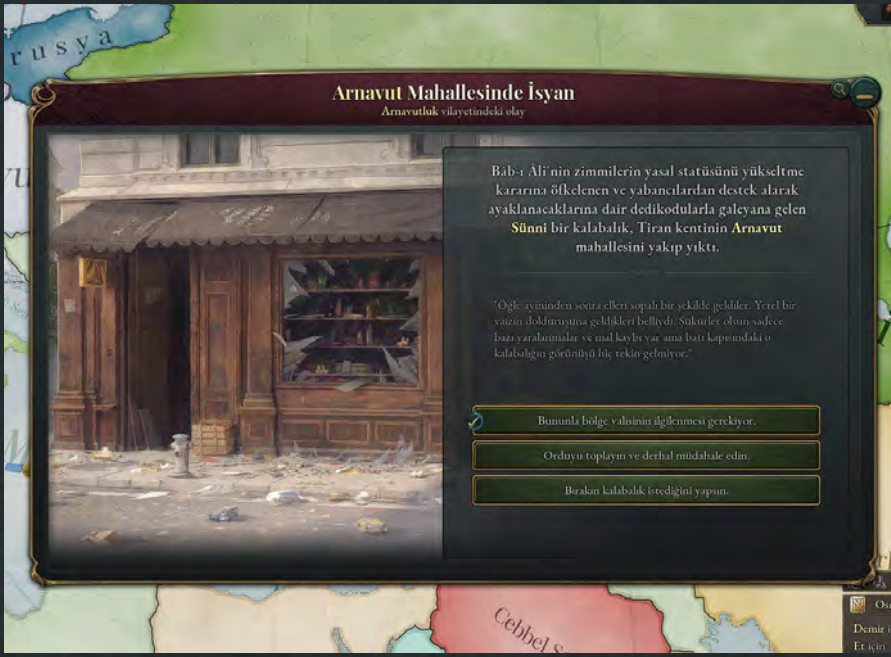 rusya
Arnavut Mahallesinde İsyan
Arnavutluk vilayetindeki olay
Bâb-ı Âli'nin zimmilerin yasal statüsünü yükseltme
kararına öfkelenen ve yabancılardan destek alarak
ayaklanacaklarına dair dedikodularla galeyana gelen
Sünni bir kalabalık, Tiran kentinin Arnavut
mahallesini yakıp yıktı.
"Öğle ayininden sonra elleri sopalı bir şekilde geldiler. Yerel bir
vaizin dolduruşuna geldikleri belliydi. Şükürler olsun sadece
bazı yaralanmalar ve mal kaybı var ama batı kapısındaki o
kalabalığın görünüşü hiç tekin gelmiyor."
Bununla bölge valisinin ilgilenmesi gerekiyor.
Orduyu toplayın ve derhal müdahale edin.
Bırakın kalabalık istediğini yapsın.
Cebbel
Demir
Et için